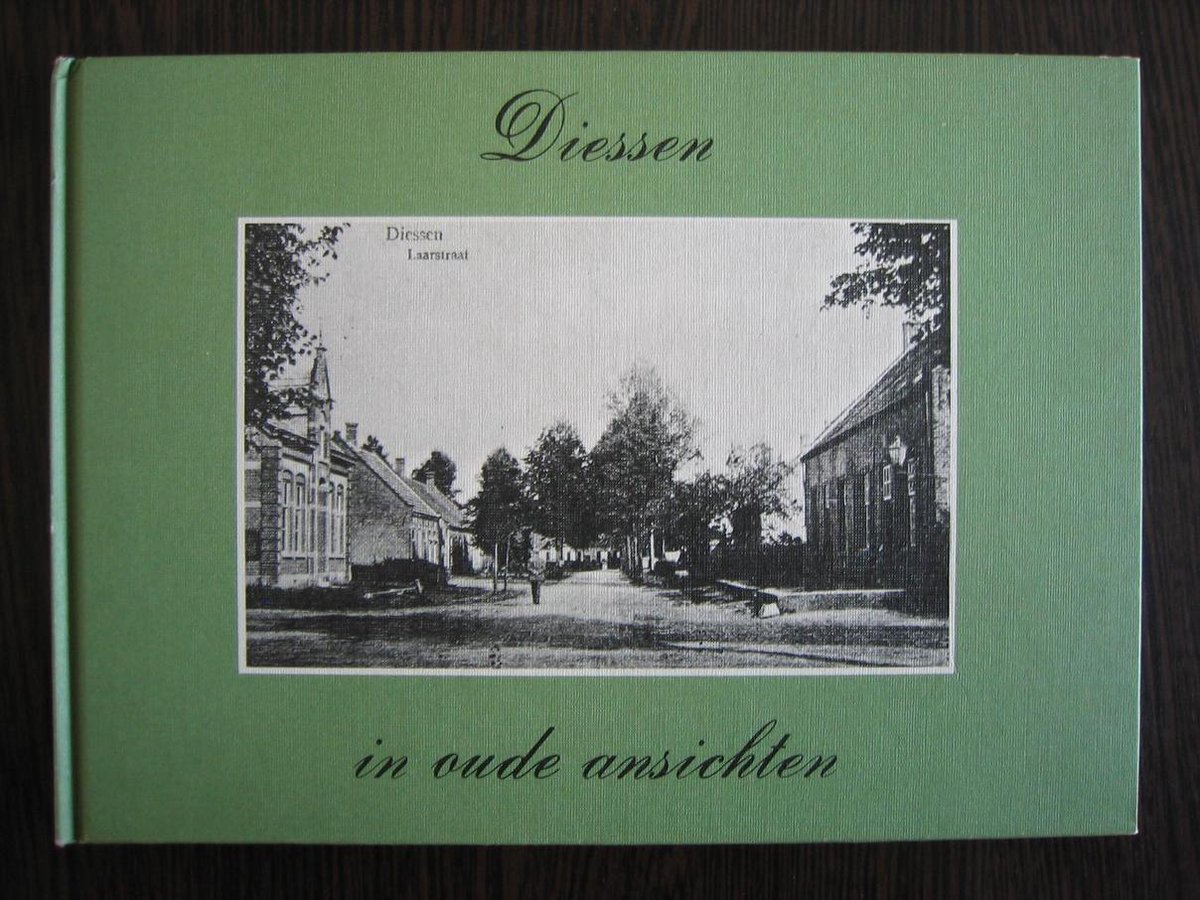 Diessen
Diessen
Laarstraat
in oude ansichten